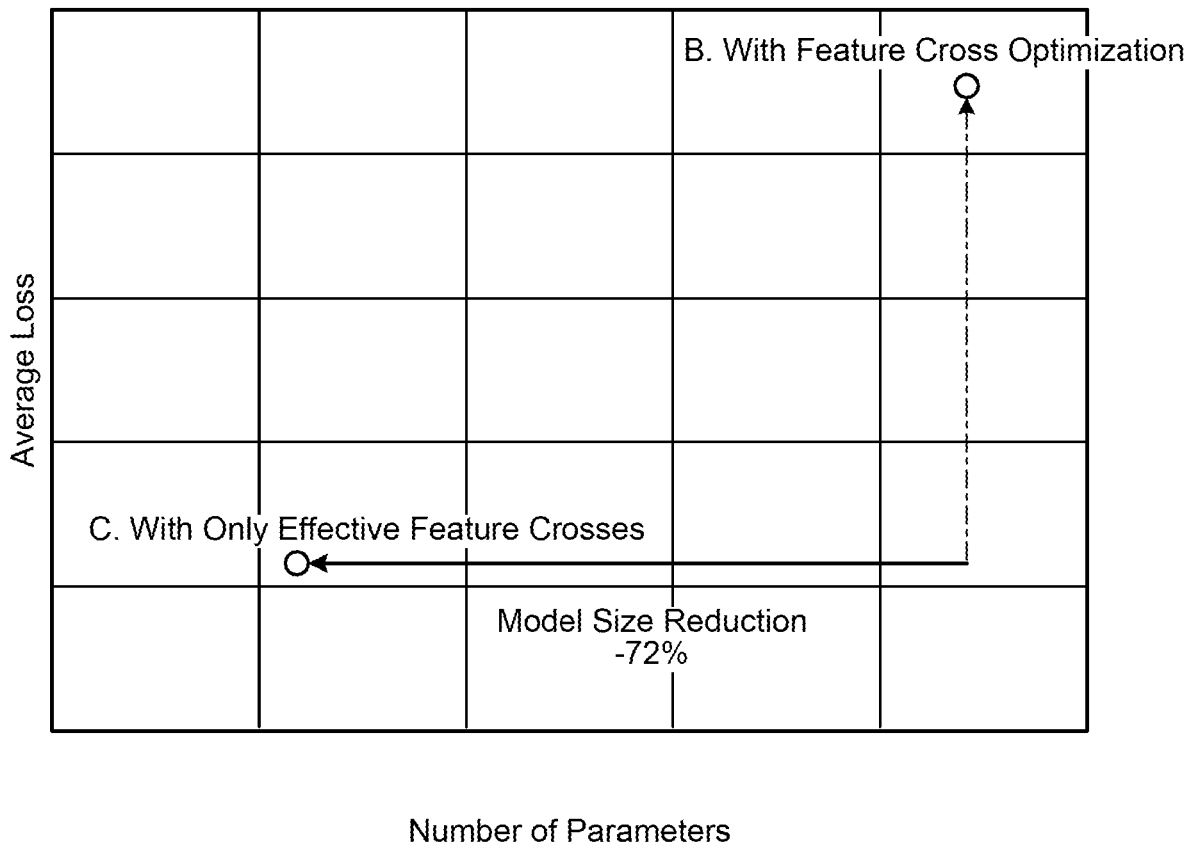 B. With Feature Cross Optimization
Average Loss
C. With Only Effective Feature Crosses
Model Size Reduction
-72%
Number of Parameters